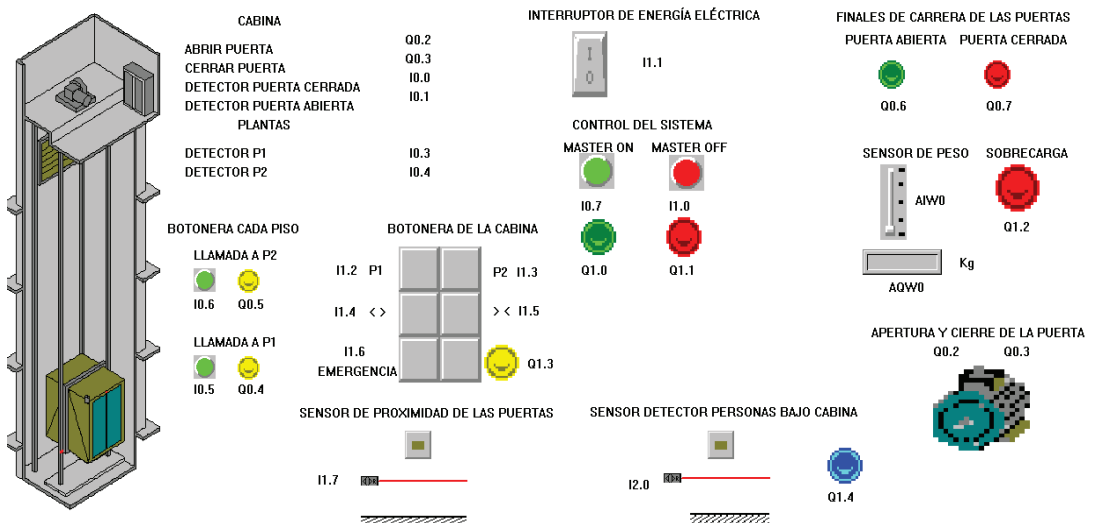 CABINA
ABRIR PUERTA Q0.2
CERRAR PUERTA Q0.3
DETECTOR PUERTA CERRADA I0.0
DETECTOR PUERTA ABIERTA I0.1
PLANTAS
DETECTOR P1 I0.3
DETECTOR P2 I0.4
BOTONERA CADA PISO
LLAMADA A P2
I0.6 Q0.5
LLAMADA A P1
I0.5 Q0.4
BOTONERA DE LA CABINA
I1.2 P1 P2 I1.3
I1.4 < > > < I1.5
I1.6
EMERGENCIA
Q1.3
INTERRUPTOR DE ENERGÍA ELÉCTRICA
I
0
I1.1
CONTROL DEL SISTEMA
MASTER ON MASTER OFF
I0.7 I1.0
Q1.0 Q1.1
FINALES DE CARRERA DE LAS PUERTAS
PUERTA ABIERTA PUERTA CERRADA
Q0.6 Q0.7
SENSOR DE PESO SOBRECARGA
AIW0
Q1.2
Kg
AQW0
APERTURA Y CIERRE DE LA PUERTA
Q0.2 Q0.3
SENSOR DE PROXIMIDAD DE LAS PUERTAS
I1.7
SENSOR DETECTOR PERSONAS BAJO CABINA
I2.0
Q1.4